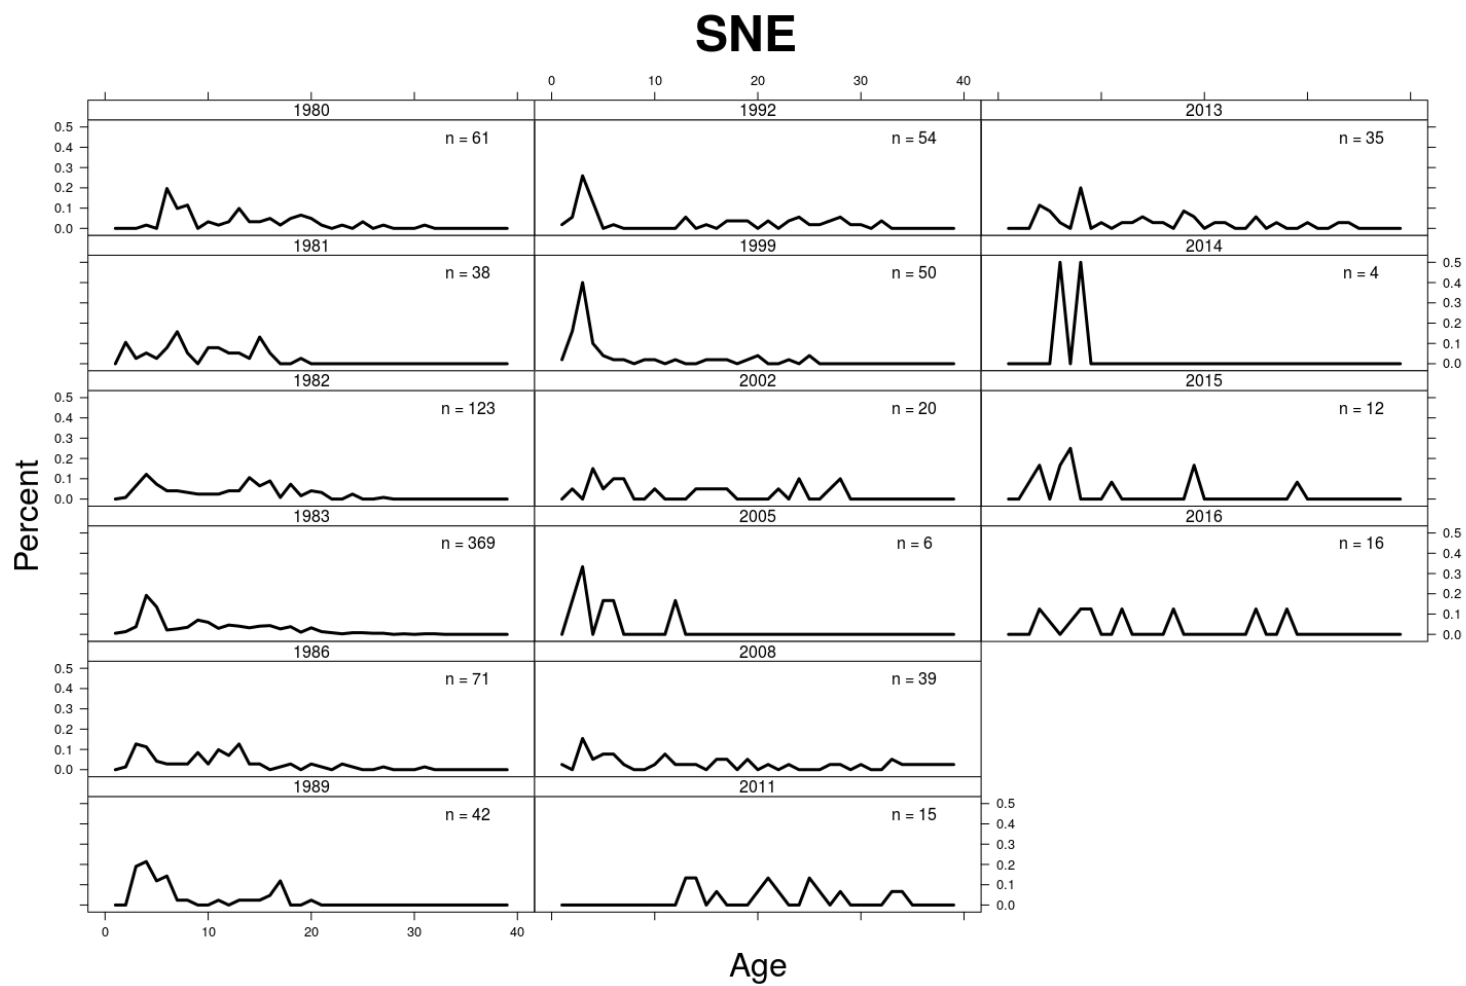 SNE
0 10 20 30 40
1980 1992 2013
0.5 n = 61 n = 54 n = 35
0.4
0.3
0.2
0.1
0.0
1981 1999 2014
n = 38 n = 50 n = 4 0.5
0.4
0.3
0.2
0.1
0.0
1982 2002 2015
0.5 n = 123 n = 20 n = 12
0.4
0.3
0.2
0.1
0.0
1983 2005 2016
n = 369 n = 6 n = 16 0.5
0.4
0.3
0.2
0.1
0.0
Percent
1986 2008
0.5 n = 71 n = 39
0.4
0.3
0.2
0.1
0.0
1989 2011
n = 42 n = 15 0.5
0.4
0.3
0.2
0.1
0.0
0 10 20 30 40
Age